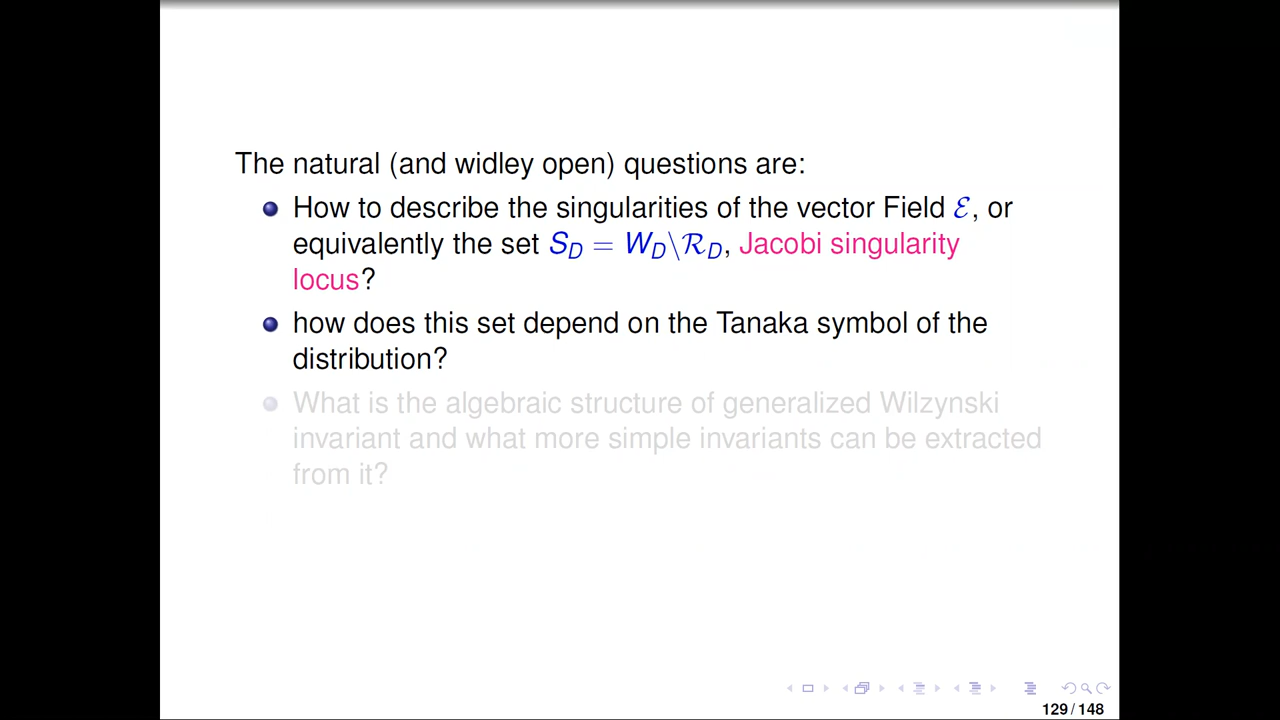 The natural (and widley open) questions are:
How to describe the singularities of the vector Field ℰ, or
equivalently the set S_D = W_D\ℛ_D, Jacobi singularity
locus?
how does this set depend on the Tanaka symbol of the
distribution?
What is the algebraic structure of generalized Wilzynski
invariant and what more simple invariants can be extracted
from it?
129 / 148